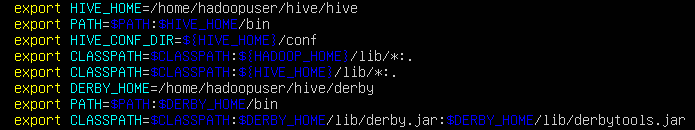 export HIVE_HOME=/home/hadoopuser/hive/hive
export PATH=$PATH:$HIVE_HOME/bin
export HIVE_CONF_DIR=${HIVE_HOME}/conf
export CLASSPATH=$CLASSPATH:${HADOOP_HOME}/lib/*:.
export CLASSPATH=$CLASSPATH:${HIVE_HOME}/lib/*:.
export DERBY_HOME=/home/hadoopuser/hive/derby
export PATH=$PATH:$DERBY_HOME/bin
export CLASSPATH=$CLASSPATH:$DERBY_HOME/lib/derby.jar:$DERBY_HOME/lib/derbytools.jar